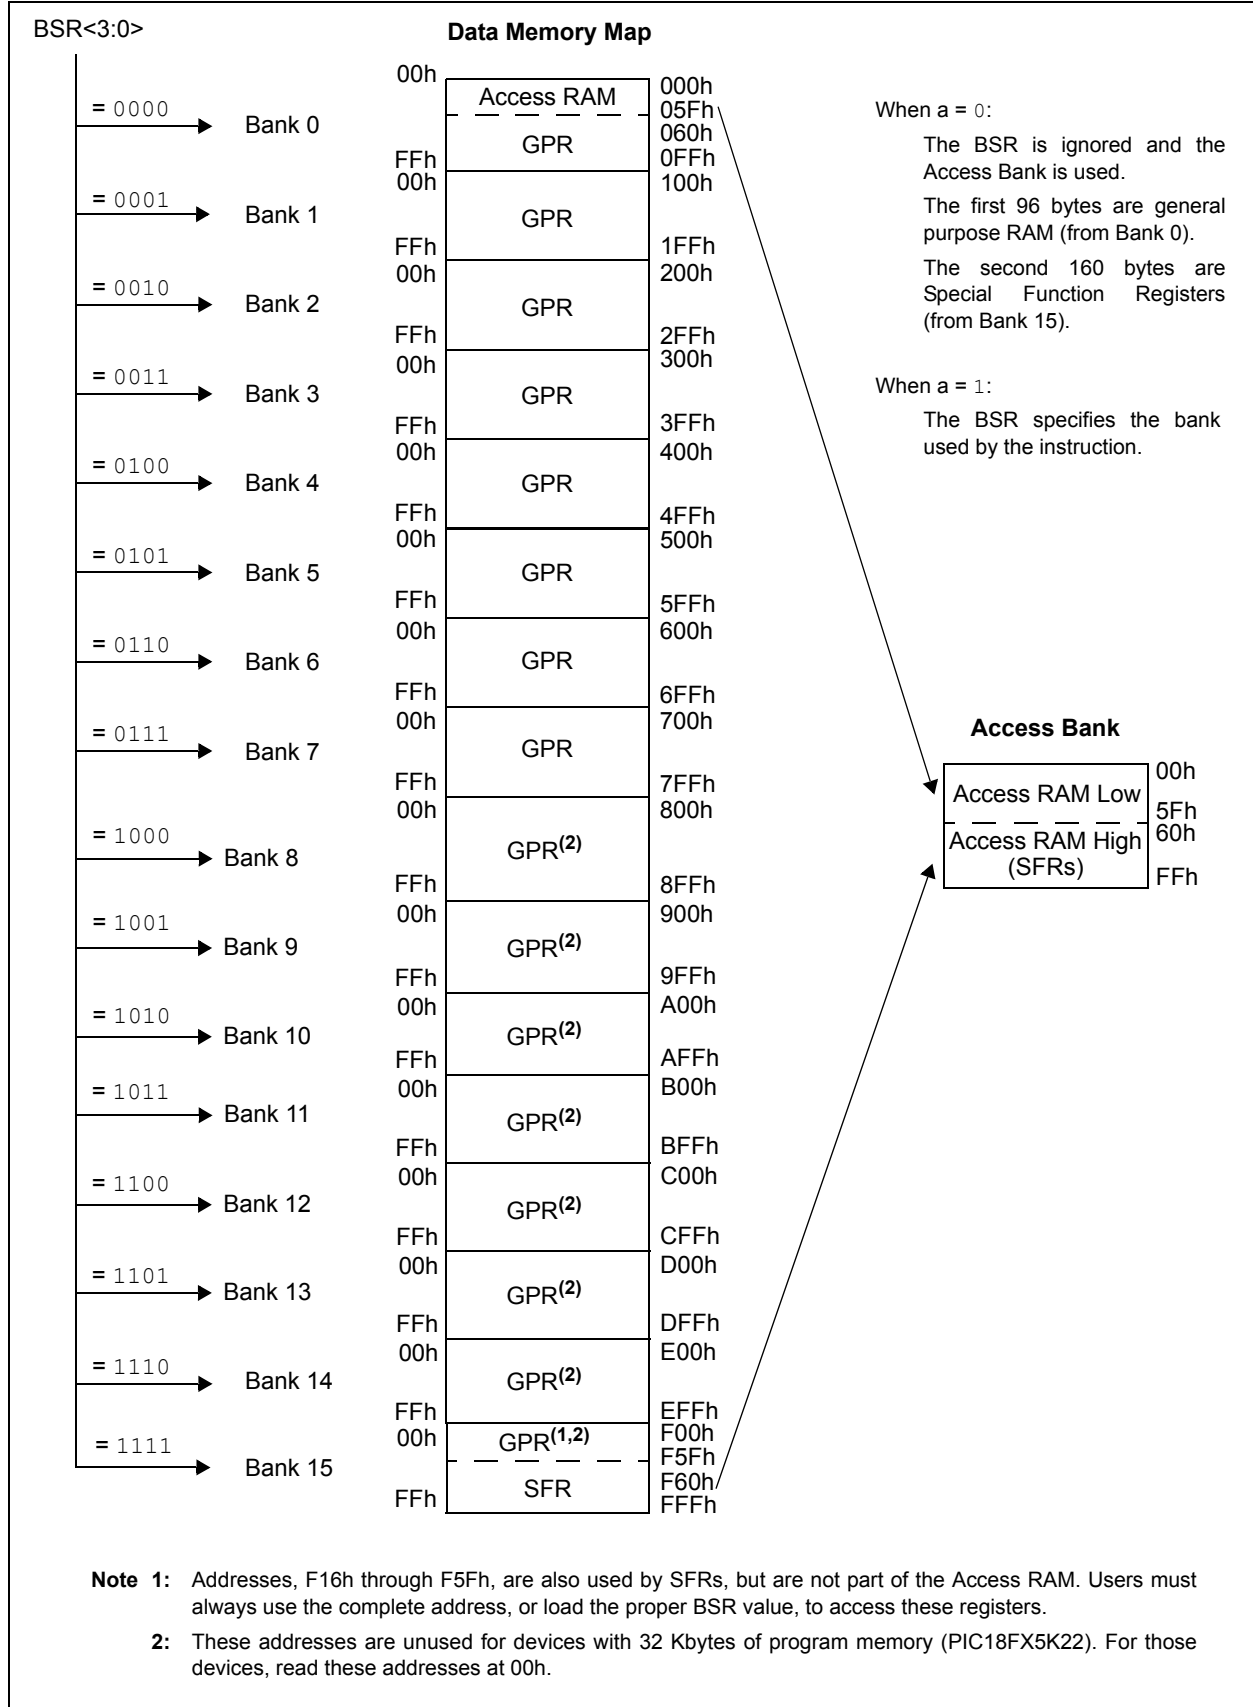 BSR<3:0>
Data Memory Map
= 0000
Bank 0
00h
Access RAM
000h
05Fh
GPR
060h
FFh
0FFh
= 0001
Bank 1
00h
GPR
100h
FFh
1FFh
= 0010
Bank 2
00h
GPR
200h
FFh
2FFh
= 0011
Bank 3
00h
GPR
300h
FFh
3FFh
= 0100
Bank 4
00h
GPR
400h
FFh
4FFh
= 0101
Bank 5
00h
GPR
500h
FFh
5FFh
= 0110
Bank 6
00h
GPR
600h
FFh
6FFh
= 0111
Bank 7
00h
GPR
700h
FFh
7FFh
= 1000
Bank 8
00h
GPR(2)
800h
FFh
8FFh
= 1001
Bank 9
00h
GPR(2)
900h
FFh
9FFh
= 1010
Bank 10
00h
GPR(2)
A00h
FFh
AFFh
= 1011
Bank 11
00h
GPR(2)
B00h
FFh
BFFh
= 1100
Bank 12
00h
GPR(2)
C00h
FFh
CFFh
= 1101
Bank 13
00h
GPR(2)
D00h
FFh
DFFh
= 1110
Bank 14
00h
GPR(2)
E00h
FFh
EFFh
= 1111
Bank 15
00h
GPR(1,2)
F00h
F5Fh
SFR
F60h
FFh
FFFh
When a = 0:
The BSR is ignored and the
Access Bank is used.
The first 96 bytes are general
purpose RAM (from Bank 0).
The second 160 bytes are
Special Function Registers
(from Bank 15).
When a = 1:
The BSR specifies the bank
used by the instruction.
Access Bank
Access RAM Low
00h
5Fh
Access RAM High
(SFRs)
60h
FFh
Note 1: Addresses, F16h through F5Fh, are also used by SFRs, but are not part of the Access RAM. Users must
always use the complete address, or load the proper BSR value, to access these registers.
2: These addresses are unused for devices with 32 Kbytes of program memory (PIC18FX5K22). For those
devices, read these addresses at 00h.